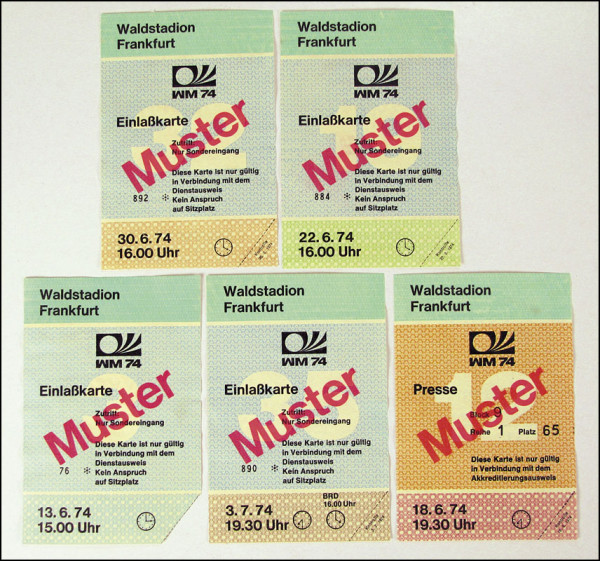 Waldstadion
Frankfurt
WM 74
Einlaßkarte
Zutritt:
Nur Sondereingang
Muster
Diese Karte ist nur gültig
in Verbindung mit dem
Dienstausweis
892 * Kein Anspruch
auf Sitzplatz
30.6.74
16.00 Uhr
Waldstadion
Frankfurt
WM 74
Einlaßkarte
Zutritt:
Nur Sondereingang
Muster
Diese Karte ist nur gültig
in Verbindung mit dem
Dienstausweis
884 * Kein Anspruch
auf Sitzplatz
22.6.74
16.00 Uhr
Waldstadion
Frankfurt
WM 74
Einlaßkarte
Zutritt:
Nur Sondereingang
Muster
Diese Karte ist nur gültig
in Verbindung mit dem
Dienstausweis
76 * Kein Anspruch
auf Sitzplatz
13.6.74
15.00 Uhr
Waldstadion
Frankfurt
WM 74
Einlaßkarte
Zutritt:
Nur Sondereingang
Muster
Diese Karte ist nur gültig
in Verbindung mit dem
Dienstausweis
890 * Kein Anspruch
auf Sitzplatz
BRD
16.00 Uhr
3.7.74
19.30 Uhr
Waldstadion
Frankfurt
WM 74
Presse
12
Muster
Block 9
Reihe 1 Platz 65
Diese Karte ist nur gültig
in Verbindung mit dem
Akkreditierungsausweis
18.6.74
19.30 Uhr